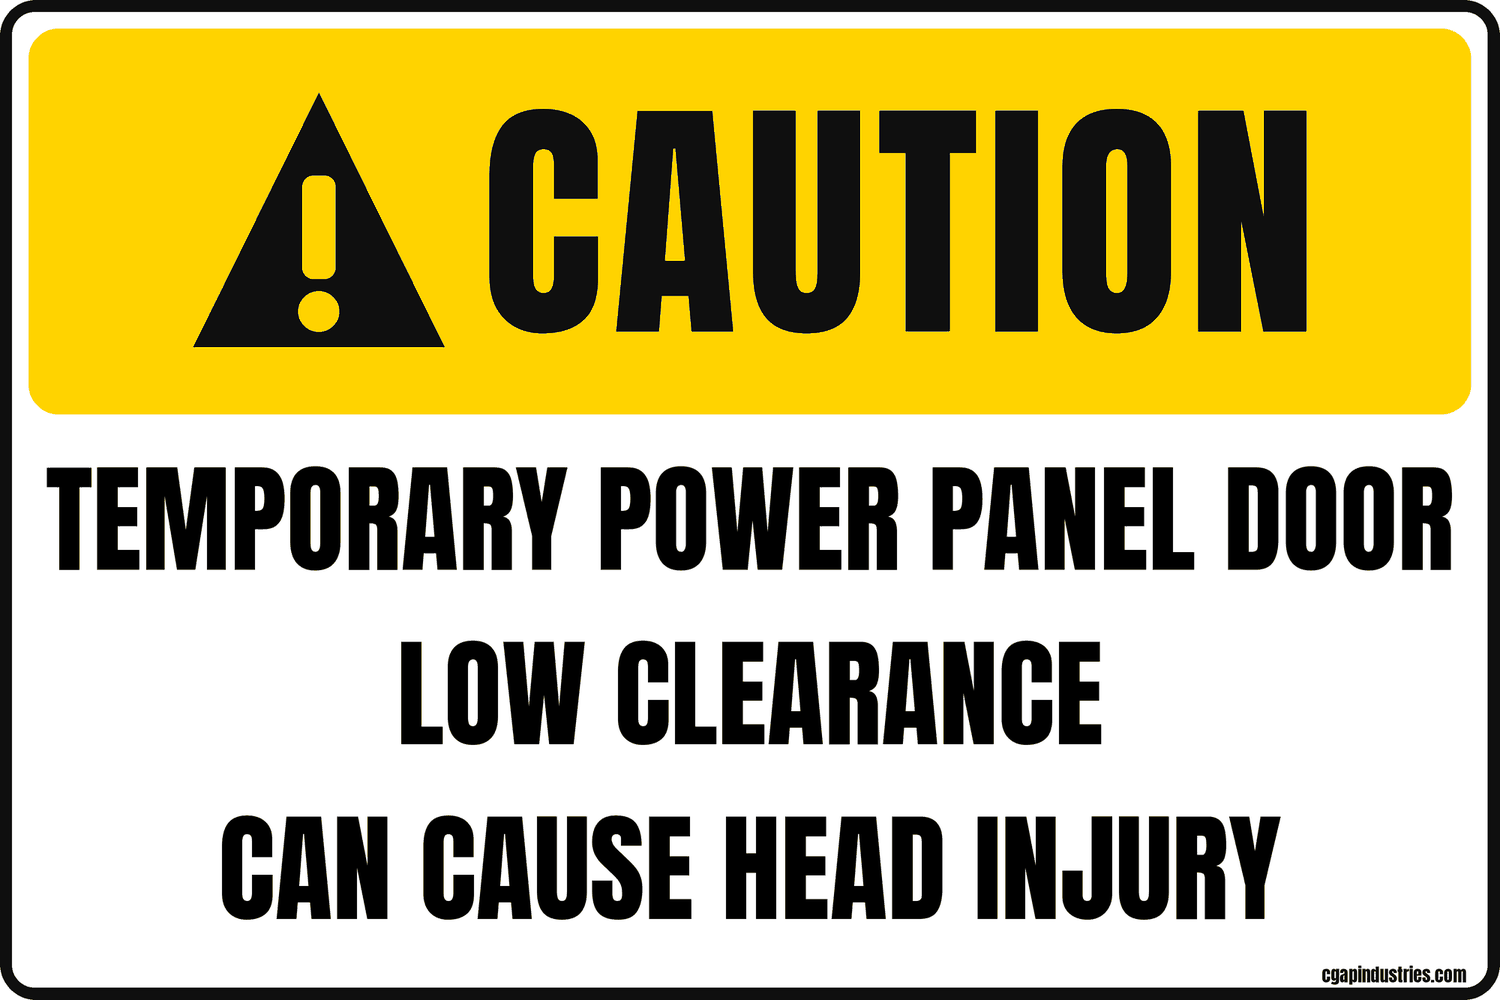 CAUTION
TEMPORARY POWER PANEL DOOR
LOW CLEARANCE
CAN CAUSE HEAD INJURY
cgapindustries.com